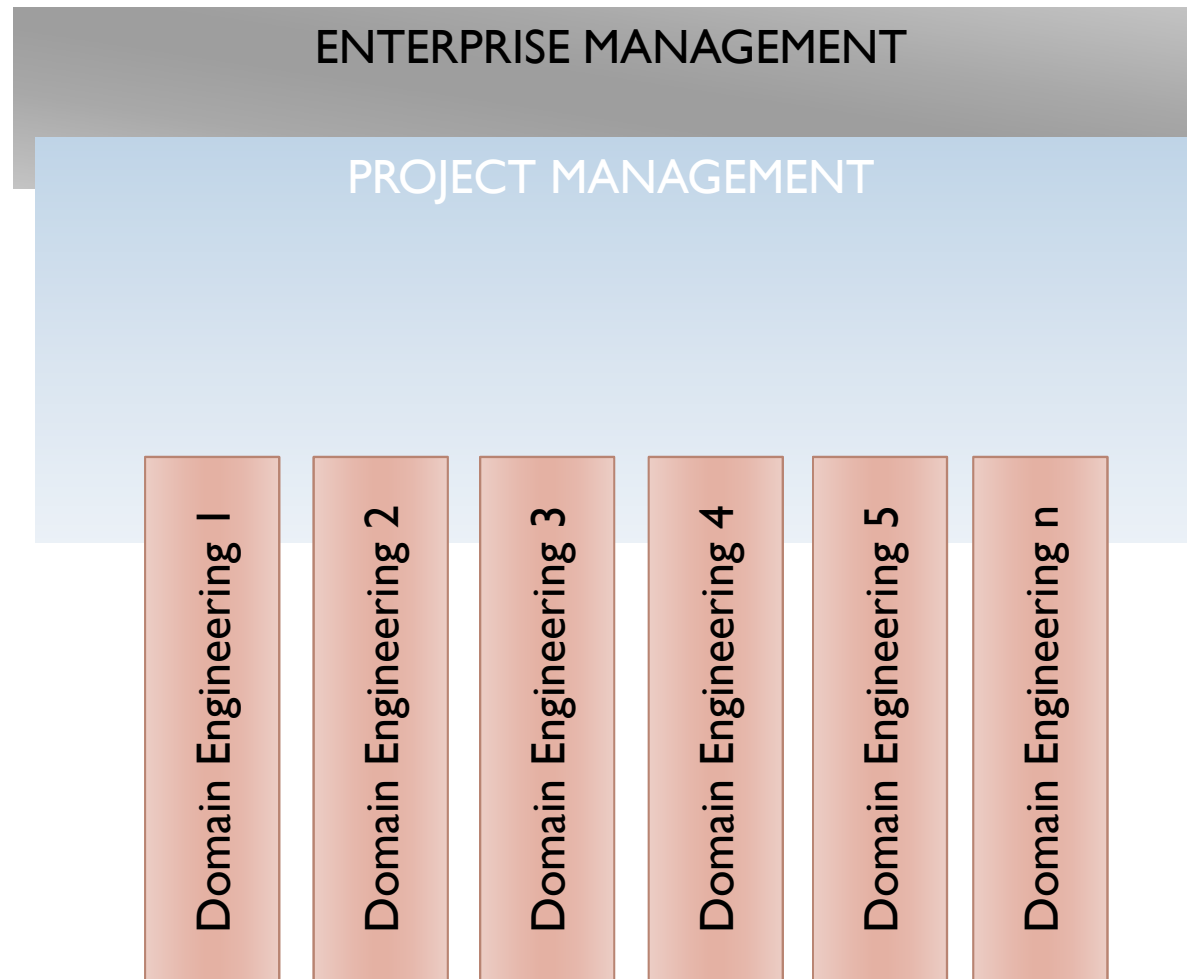 ENTERPRISE MANAGEMENT
PROJECT MANAGEMENT
Domain Engineering 1
Domain Engineering 2
Domain Engineering 3
Domain Engineering 4
Domain Engineering 5
Domain Engineering n